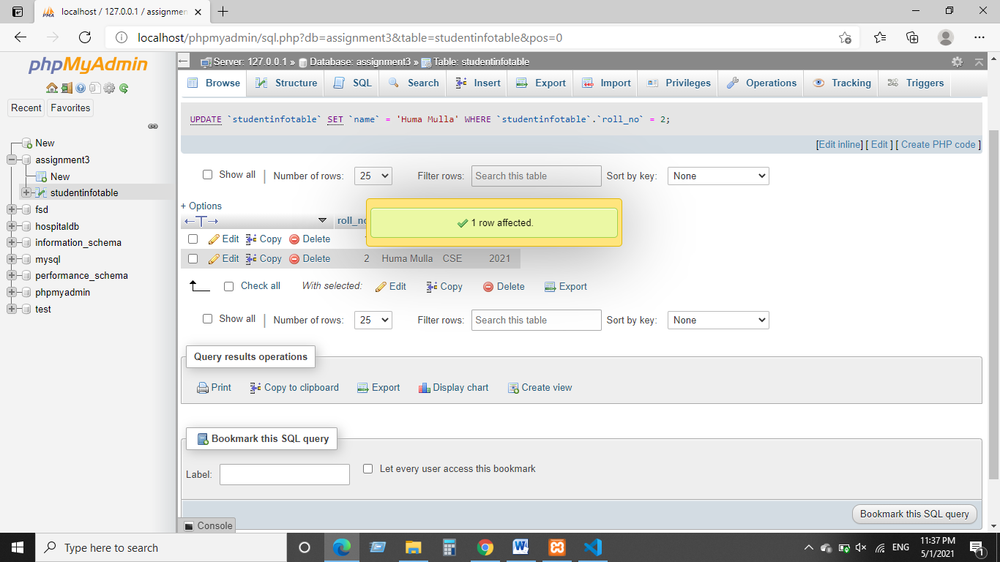 localhost / 127.0.0.1 / assignmen
localhost/phpmyadmin/sql.php?db=assignment3&table=studentinfotable&pos=0
phpMyAdmin
Recent Favorites
New
assignment3
New
studentinfotable
fsd
hospitaldb
information_schema
mysql
performance_schema
phpmyadmin
test
Server: 127.0.0.1 » Database: assignment3 » Table: studentinfotable
Browse Structure SQL Search Insert Export Import Privileges Operations Tracking Triggers
UPDATE `studentinfotable` SET `name` = 'Huma Mulla' WHERE `studentinfotable`.`roll_no` = 2;
[Edit inline] [ Edit ] [ Create PHP code ]
Show all | Number of rows: 25 Filter rows: Search this table Sort by key: None
+ Options
←T→ roll_no
1 row affected.
Edit Copy Delete
Edit Copy Delete 2 Huma Mulla CSE 2021
Check all With selected: Edit Copy Delete Export
Show all | Number of rows: 25 Filter rows: Search this table Sort by key: None
Query results operations
Print Copy to clipboard Export Display chart Create view
Bookmark this SQL query
Label: Let every user access this bookmark
Bookmark this SQL query
Console
Type here to search
ENG
11:37 PM
5/1/2021
1